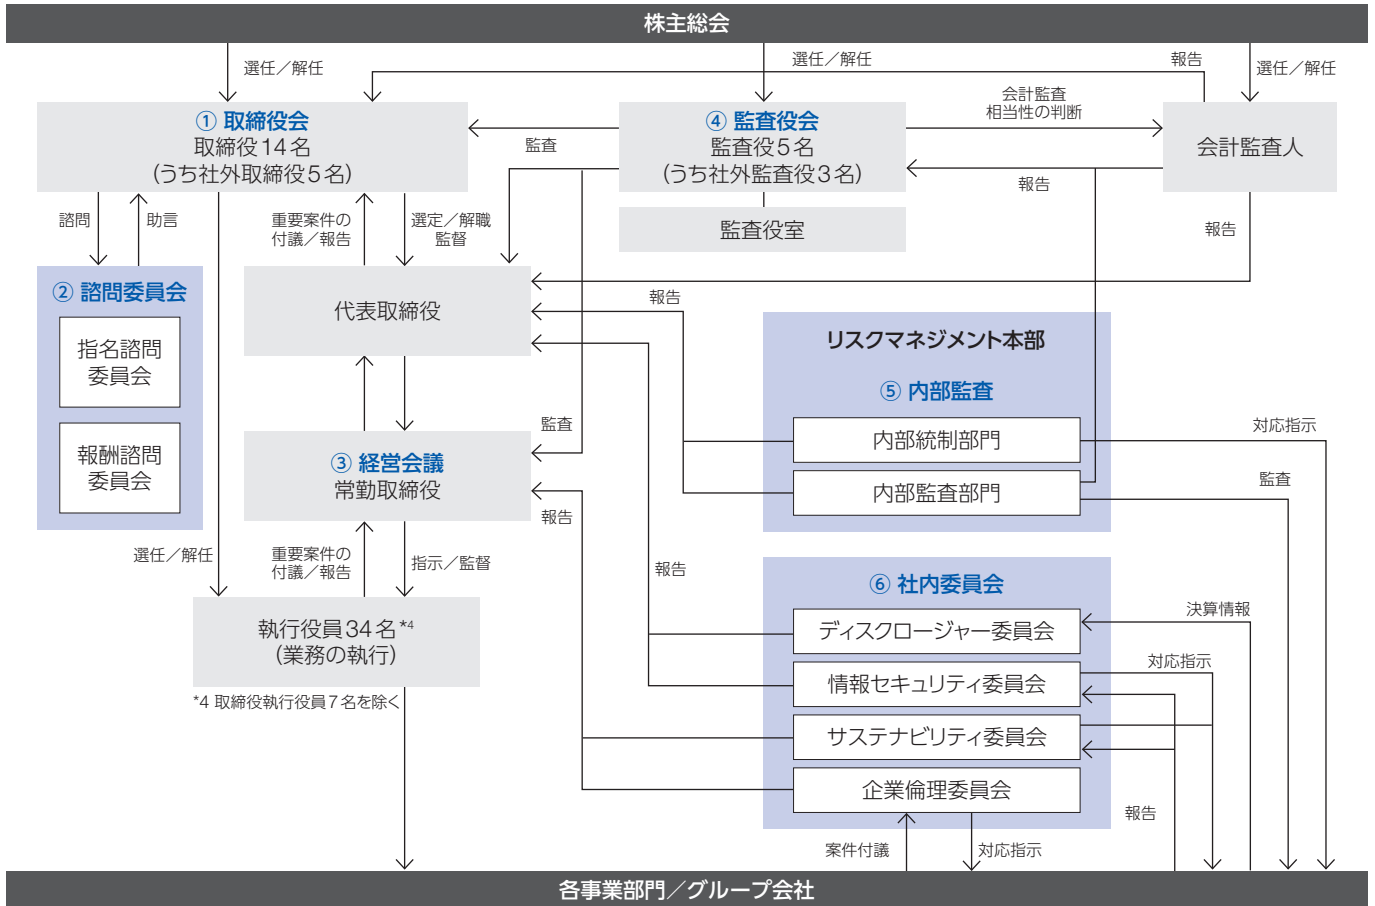 株主総会
選任／解任
選任／解任
報告
選任／解任
① 取締役会
取締役14名
（うち社外取締役5名）
監査
④ 監査役会
監査役5名
（うち社外監査役3名）
監査役室
会計監査
相当性の判断
会計監査人
報告
報告
諮問
助言
重要案件の
付議／報告
選定／解職
監督
② 諮問委員会
指名諮問
委員会
報酬諮問
委員会
代表取締役
報告
リスクマネジメント本部
⑤ 内部監査
内部統制部門
内部監査部門
対応指示
監査
監査
③ 経営会議
常勤取締役
報告
選任／解任
重要案件の
付議／報告
指示／監督
報告
執行役員34名*4
（業務の執行）
*4 取締役執行役員7名を除く
⑥ 社内委員会
ディスクロージャー委員会
情報セキュリティ委員会
サステナビリティ委員会
企業倫理委員会
決算情報
対応指示
報告
案件付議
対応指示
各事業部門／グループ会社